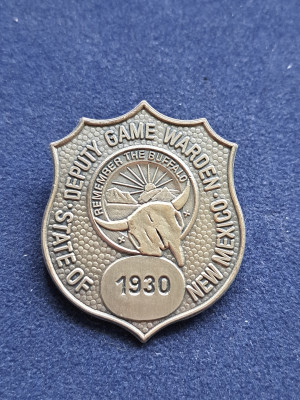 STATE OF · DEPUTY GAME WARDEN · NEW MEXICO
REMEMBER THE BUFFALO
1930